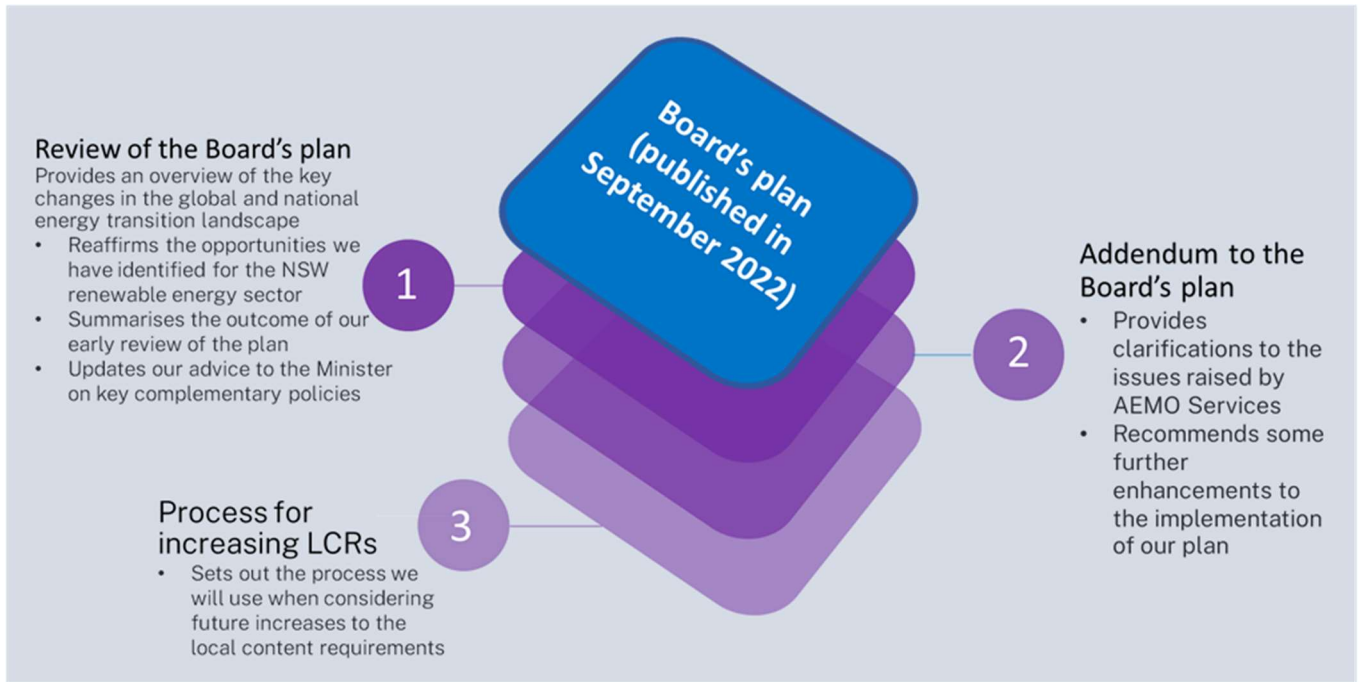 Board's plan
(published in
September 2022)
Review of the Board's plan
Provides an overview of the key
changes in the global and national
energy transition landscape
• Reaffirms the opportunities we
have identified for the NSW
renewable energy sector
• Summarises the outcome of our
early review of the plan
• Updates our advice to the Minister
on key complementary policies
1
Addendum to the
Board's plan
• Provides
clarifications to the
issues raised by
AEMO Services
• Recommends some
further
enhancements to
the implementation
of our plan
2
Process for
increasing LCRs
• Sets out the process we
will use when considering
future increases to the
local content requirements
3